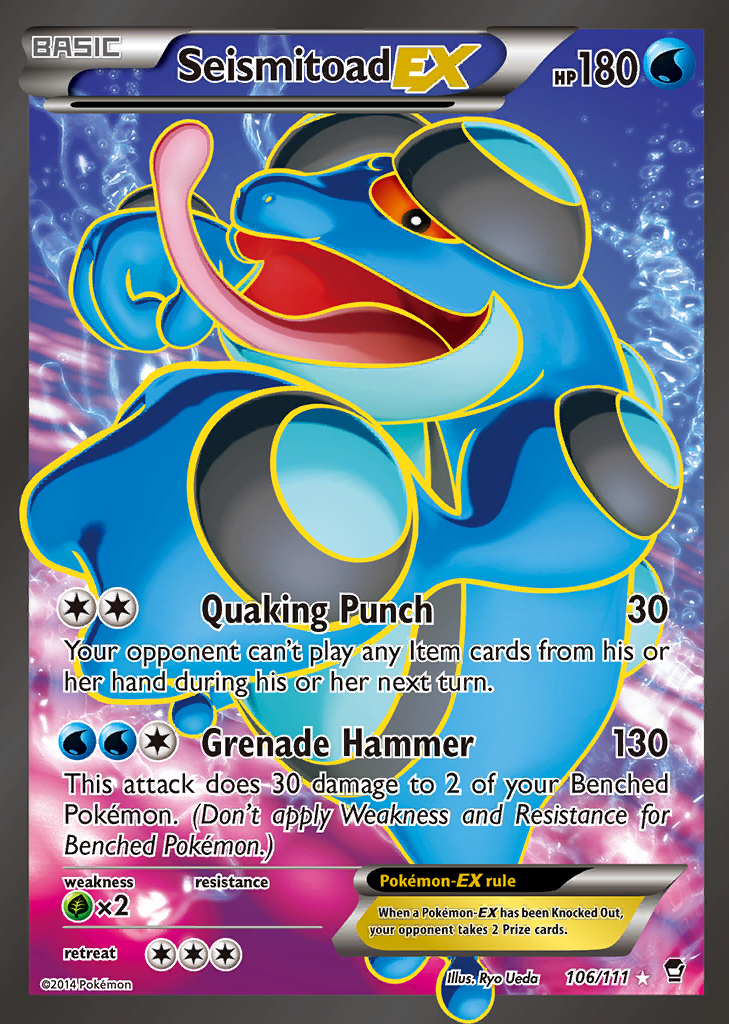 BASIC
Seismitoad EX
HP 180
Quaking Punch 30
Your opponent can't play any Item cards from his or
her hand during his or her next turn.
Grenade Hammer 130
This attack does 30 damage to 2 of your Benched
Pokémon. (Don't apply Weakness and Resistance for
Benched Pokémon.)
weakness resistance
×2
Pokémon-EX rule
When a Pokémon-EX has been Knocked Out,
your opponent takes 2 Prize cards.
retreat
©2014 Pokémon
Illus. Ryo Ueda 106/111